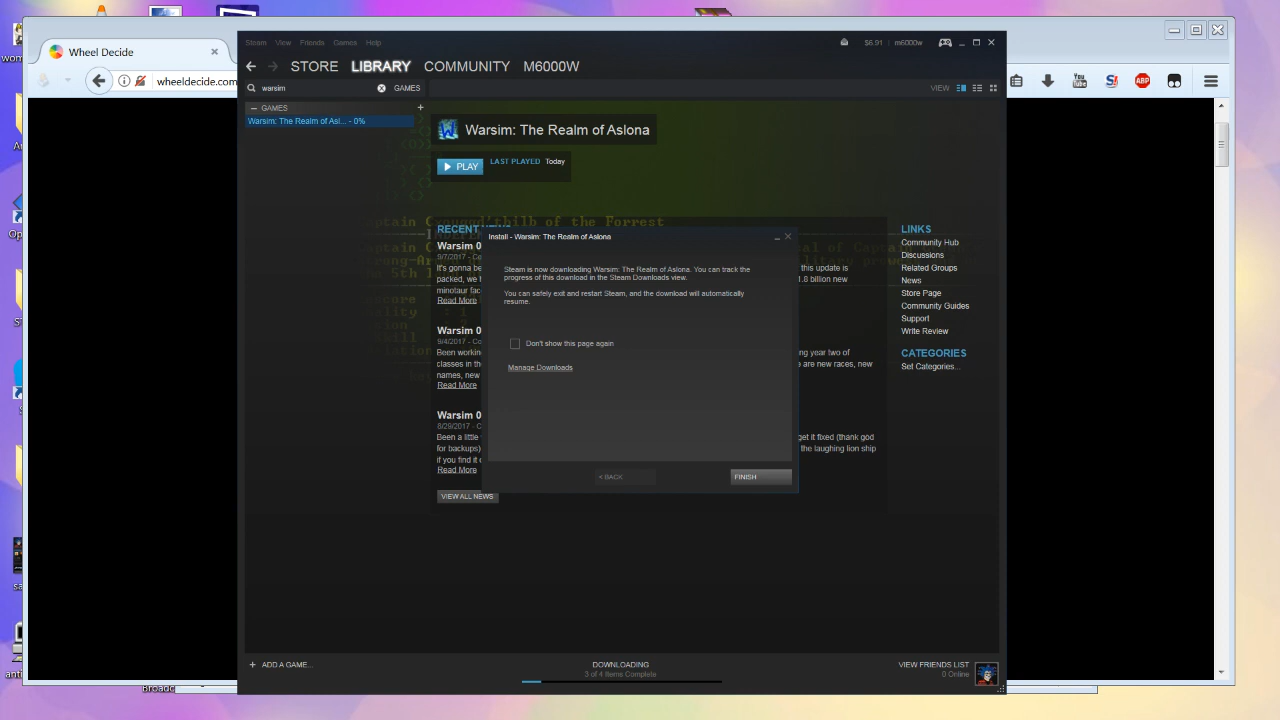 Wheel Decide
wheeldecide.com
Steam View Friends Games Help
$6.91 m6000w
STORE LIBRARY COMMUNITY M6000W
warsim
GAMES
VIEW
GAMES
Warsim: The Realm of Asl... - 0%
Warsim: The Realm of Aslona
PLAY
LAST PLAYED Today
of the Forrest
RECENT
Warsim 0
9/7/2017 - Co
It's gonna be
this update is
packed, we h
1.8 billion new
minotaur fac
Read More
Warsim 0
9/4/2017 - Co
Been workin
ng year two of
classes in th
e are new races, new
names, new
Read More
Warsim 0
8/29/2017 - C
Been a little
get it fixed (thank god
for backups)
the laughing lion ship
if you find it
Read More
VIEW ALL NEWS
Install - Warsim: The Realm of Aslona
Steam is now downloading Warsim: The Realm of Aslona. You can track the
progress of this download in the Steam Downloads view.
You can safely exit and restart Steam, and the download will automatically
resume.
Don't show this page again
Manage Downloads
< BACK
FINISH
LINKS
Community Hub
Discussions
Related Groups
News
Store Page
Community Guides
Support
Write Review
CATEGORIES
Set Categories...
+ ADD A GAME...
DOWNLOADING
3 of 4 Items Complete
VIEW FRIENDS LIST
0 Online
You
Tube
S!
ABP